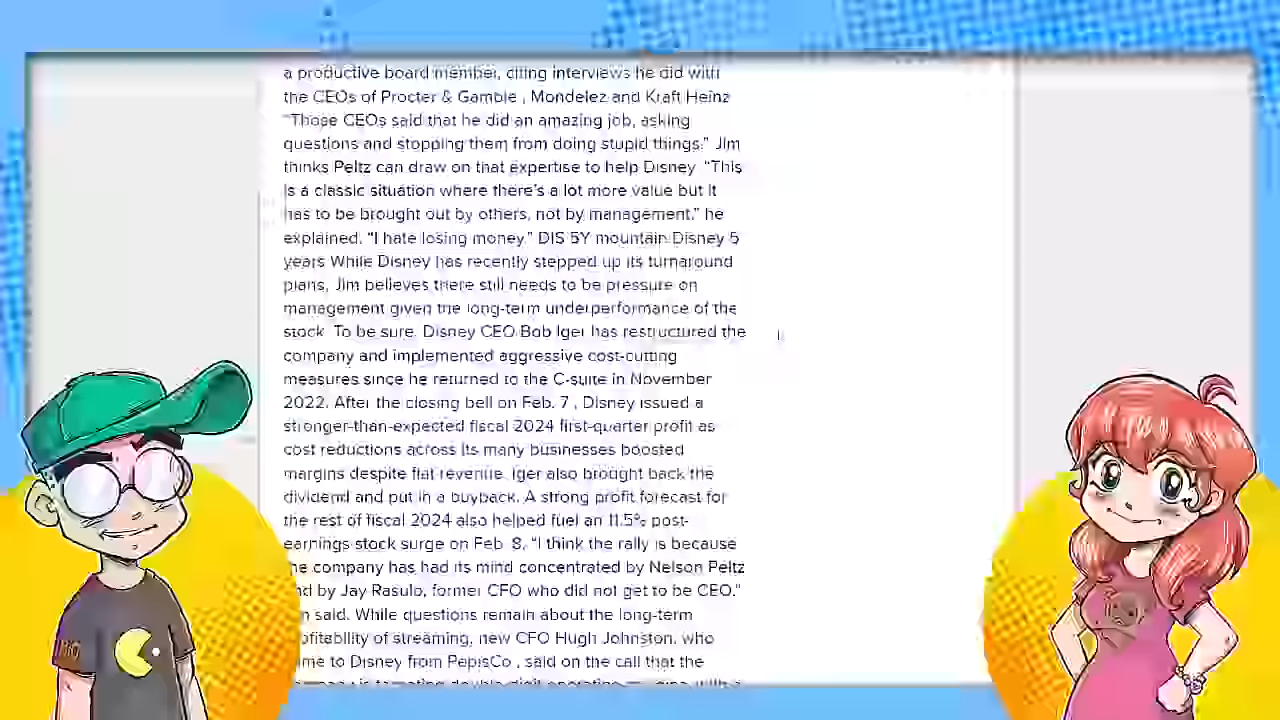 a productive board member, citing interviews he did with
the CEOs of Procter & Gamble , Mondelez and Kraft Heinz
"Those CEOs said that he did an amazing job, asking
questions and stopping them from doing stupid things." Jim
thinks Peltz can draw on that expertise to help Disney. "This
is a classic situation where there's a lot more value but it
has to be brought out by others, not by management," he
explained. "I hate losing money." DIS 5Y mountain Disney 5
years While Disney has recently stepped up its turnaround
plans, Jim believes there still needs to be pressure on
management given the long-term underperformance of the
stock. To be sure, Disney CEO Bob Iger has restructured the
company and implemented aggressive cost-cutting
measures since he returned to the C-suite in November
2022. After the closing bell on Feb. 7 , Disney issued a
stronger-than-expected fiscal 2024 first-quarter profit as
cost reductions across its many businesses boosted
margins despite flat revenue. Iger also brought back the
dividend and put in a buyback. A strong profit forecast for
the rest of fiscal 2024 also helped fuel an 11.5% post-
earnings stock surge on Feb. 8. "I think the rally is because
he company has had its mind concentrated by Nelson Peltz
nd by Jay Rasulo, former CFO who did not get to be CEO."
said. While questions remain about the long-term
ofitability of streaming, new CFO Hugh Johnston, who
me to Disney from PepisCo , said on the call that the